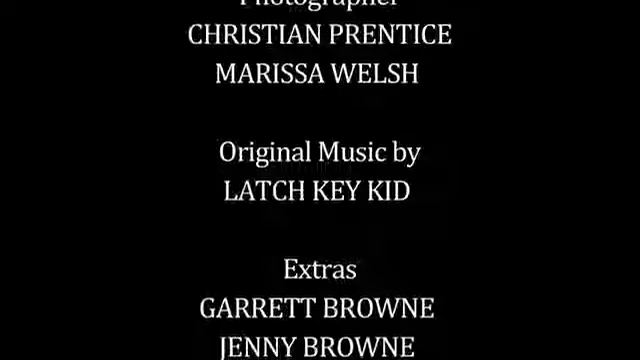 Photographer
CHRISTIAN PRENTICE
MARISSA WELSH
Original Music by
LATCH KEY KID
Extras
GARRETT BROWNE
JENNY BROWNE